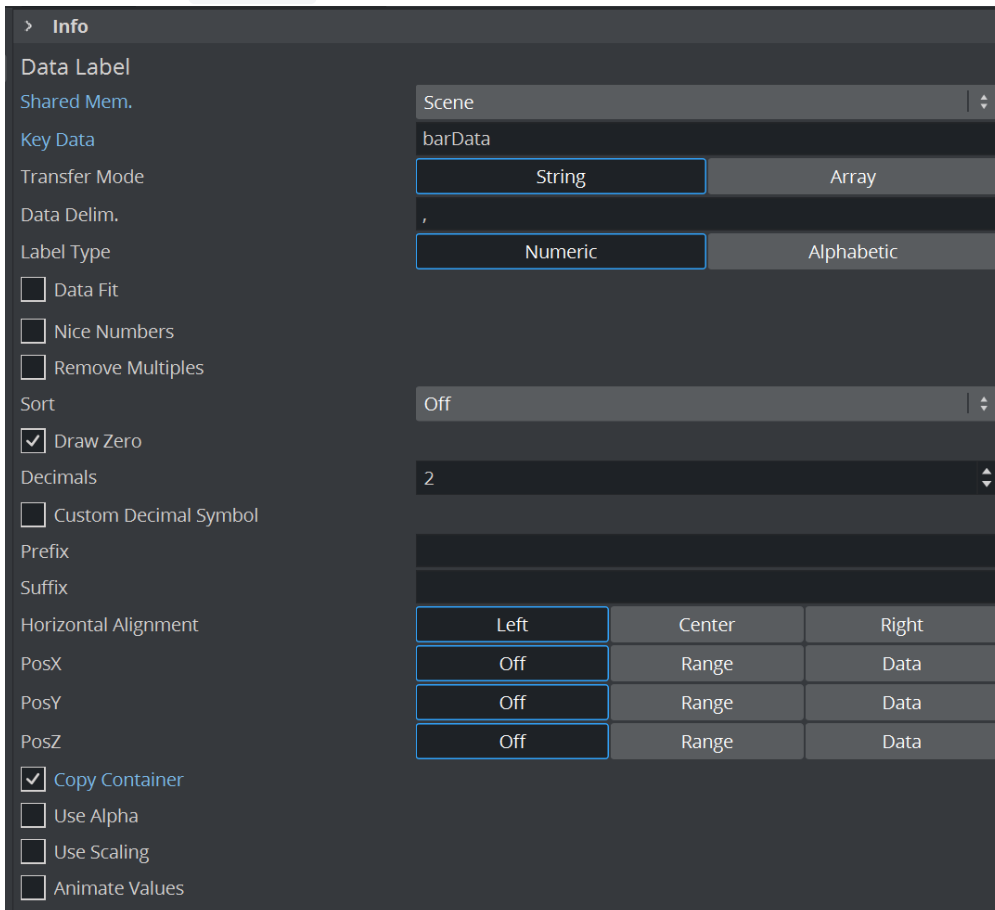 Info
Data Label
Shared Mem. Scene
Key Data barData
Transfer Mode String Array
Data Delim. ,
Label Type Numeric Alphabetic
Data Fit
Nice Numbers
Remove Multiples
Sort Off
Draw Zero
Decimals 2
Custom Decimal Symbol
Prefix
Suffix
Horizontal Alignment Left Center Right
PosX Off Range Data
PosY Off Range Data
PosZ Off Range Data
Copy Container
Use Alpha
Use Scaling
Animate Values